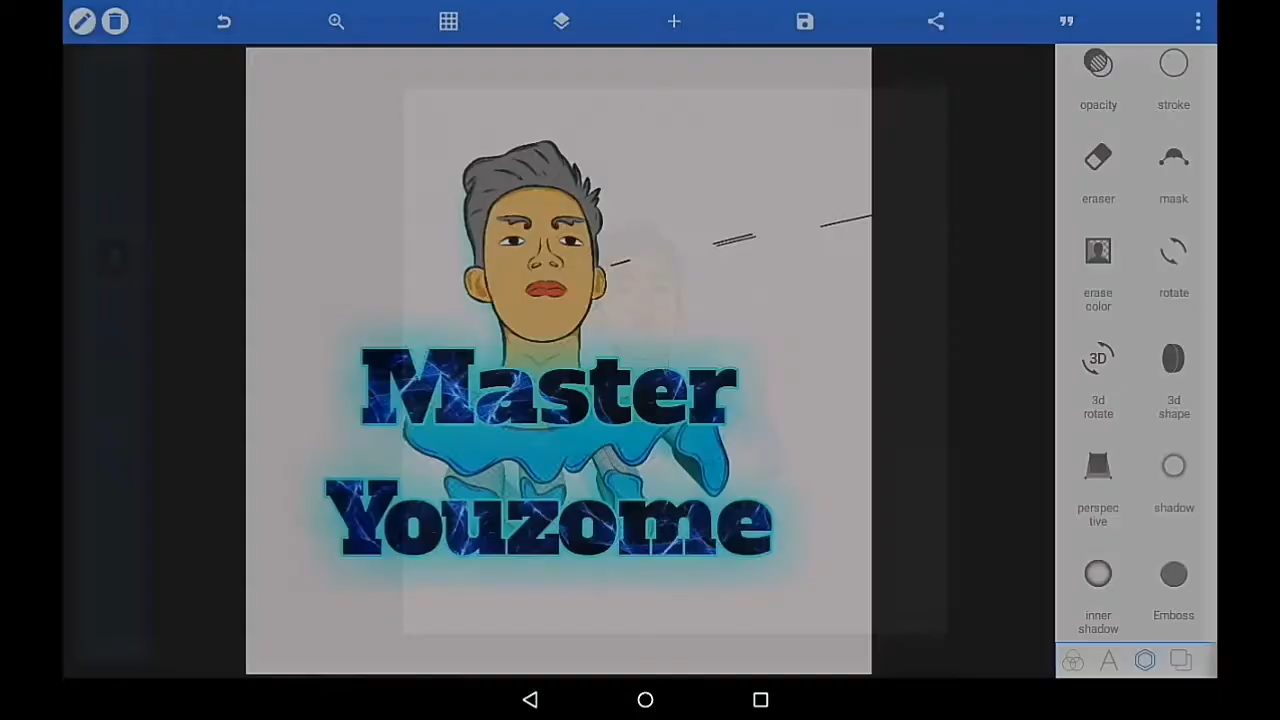 opacity
stroke
eraser
mask
erase
color
rotate
3D
3d
rotate
3d
shape
perspec
tive
shadow
inner
shadow
Emboss
Master
Youzome